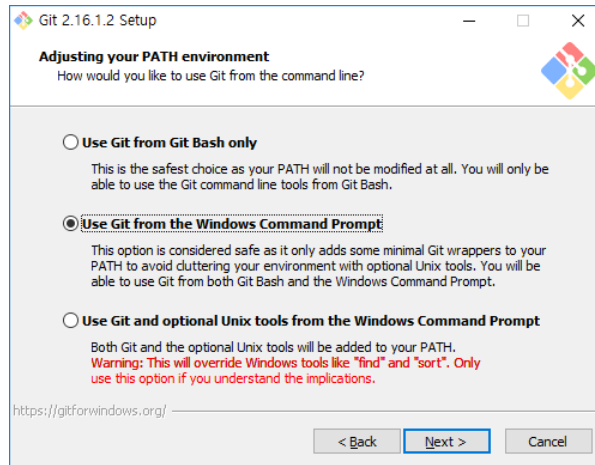 Git 2.16.1.2 Setup
Adjusting your PATH environment
How would you like to use Git from the command line?
Use Git from Git Bash only
This is the safest choice as your PATH will not be modified at all. You will only be
able to use the Git command line tools from Git Bash.
Use Git from the Windows Command Prompt
This option is considered safe as it only adds some minimal Git wrappers to your
PATH to avoid cluttering your environment with optional Unix tools. You will be
able to use Git from both Git Bash and the Windows Command Prompt.
Use Git and optional Unix tools from the Windows Command Prompt
Both Git and the optional Unix tools will be added to your PATH.
Warning: This will override Windows tools like "find" and "sort". Only
use this option if you understand the implications.
https://gitforwindows.org/
< Back Next > Cancel